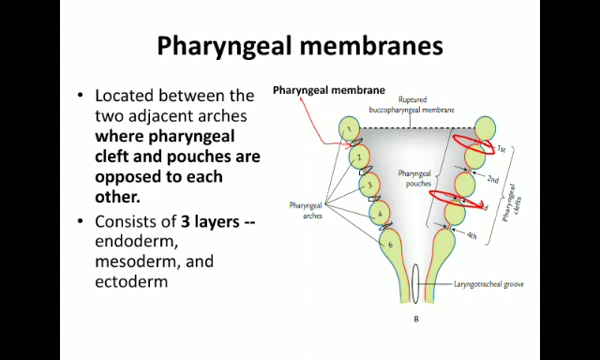 Pharyngeal membranes
• Located between the
two adjacent arches
where pharyngeal
cleft and pouches are
opposed to each
other.
• Consists of 3 layers --
endoderm,
mesoderm, and
ectoderm
Pharyngeal membrane
Ruptured
buccopharyngeal membrane
1
1st
2
2nd
Pharyngeal
pouches
3
Pharyngeal
arches
4
4th
6
Pharyngeal clefts
Laryngotracheal groove
B